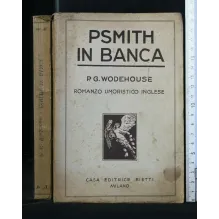 PSMITH
IN BANCA
P. G. WODEHOUSE
ROMANZO UMORISTICO INGLESE
CASA EDITRICE BIETTI
MILANO